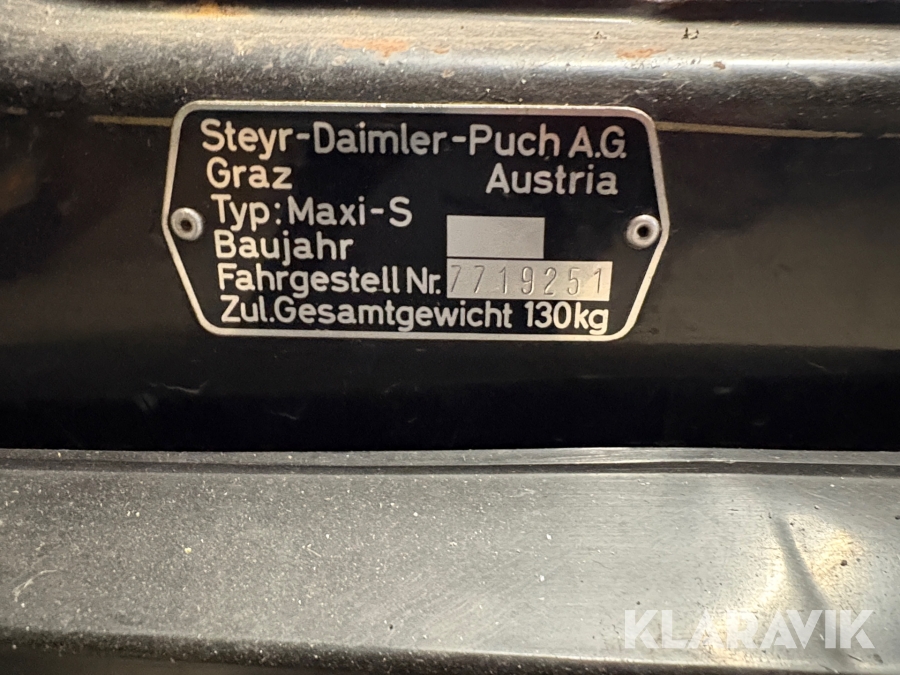 Steyr-Daimler-Puch A.G.
Graz Austria
Typ: Maxi-S
Baujahr
Fahrgestell Nr. 7719251
Zul.Gesamtgewicht 130kg
KLARAVIK